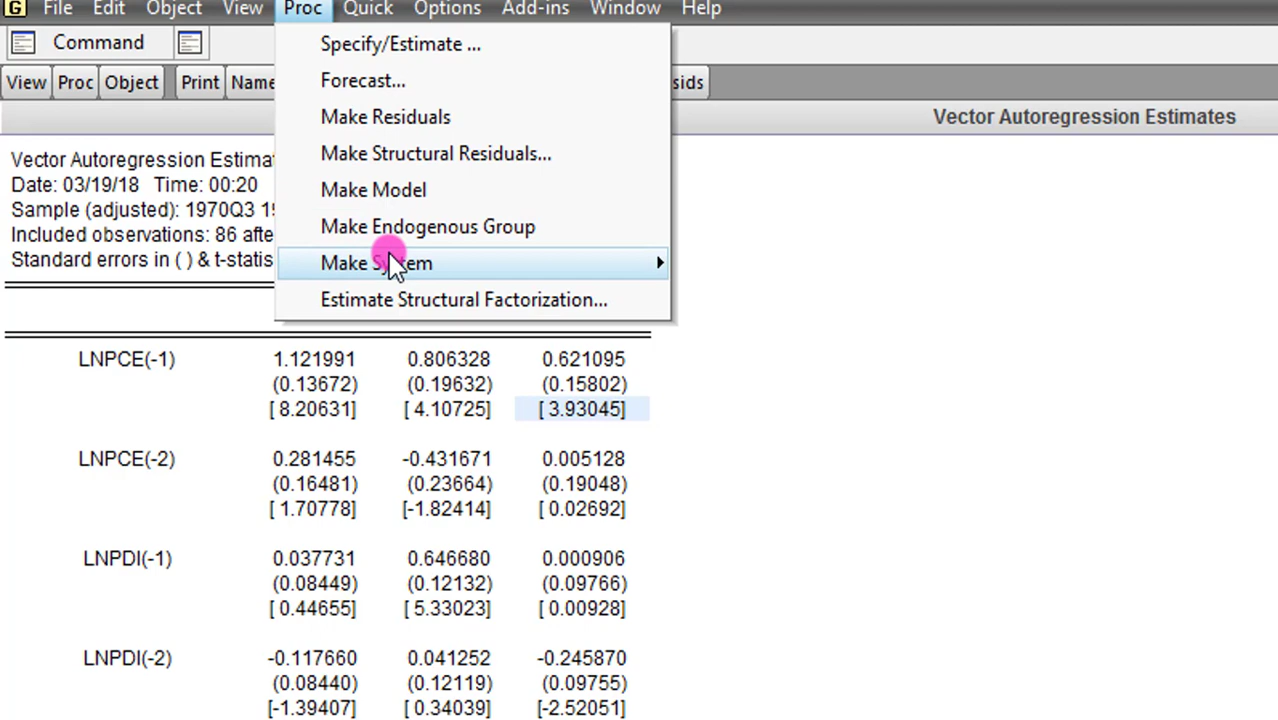 G File Edit Object View Proc Quick Options Add-ins Window Help
Command
View Proc Object Print Name sids
Specify/Estimate ...
Forecast...
Make Residuals
Make Structural Residuals...
Make Model
Make Endogenous Group
Make System
Estimate Structural Factorization...
Vector Autoregression Estimates
Vector Autoregression Estima
Date: 03/19/18 Time: 00:20
Sample (adjusted): 1970Q3 19
Included observations: 86 afte
Standard errors in ( ) & t-statis
LNPCE(-1) 1.121991 0.806328 0.621095
(0.13672) (0.19632) (0.15802)
[ 8.20631] [ 4.10725] [ 3.93045]
LNPCE(-2) 0.281455 -0.431671 0.005128
(0.16481) (0.23664) (0.19048)
[ 1.70778] [-1.82414] [ 0.02692]
LNPDI(-1) 0.037731 0.646680 0.000906
(0.08449) (0.12132) (0.09766)
[ 0.44655] [ 5.33023] [ 0.00928]
LNPDI(-2) -0.117660 0.041252 -0.245870
(0.08440) (0.12119) (0.09755)
[-1.39407] [ 0.34039] [-2.52051]